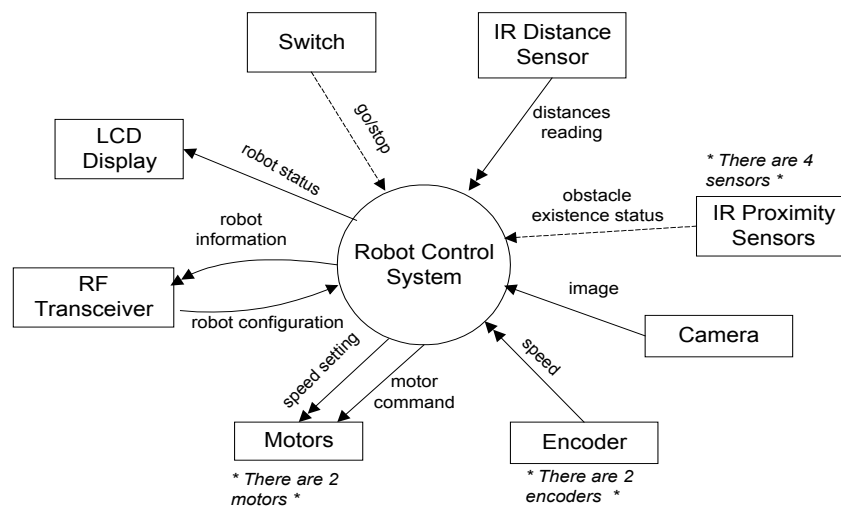 Switch
IR Distance
Sensor
go/stop
distances
reading
LCD
Display
robot status
* There are 4
sensors *
obstacle
existence status
IR Proximity
Sensors
robot
information
Robot Control
System
RF
Transceiver
robot configuration
image
Camera
speed setting
motor
command
speed
Motors
* There are 2
motors *
Encoder
* There are 2
encoders *